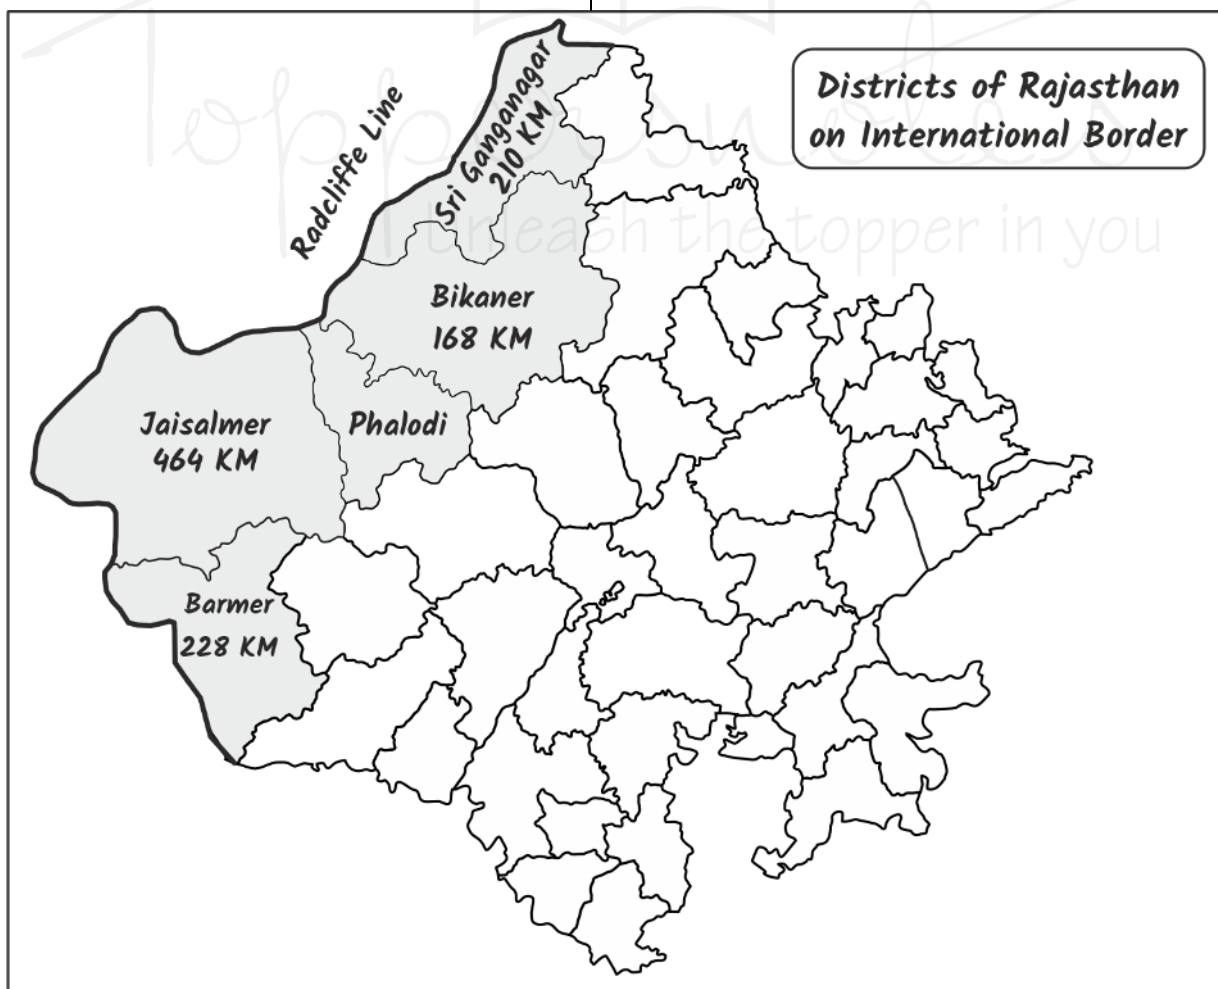 Districts of Rajasthan
on International Border
Radcliffe Line
Sri Ganganagar
210 KM
Bikaner
168 KM
Jaisalmer
464 KM
Phalodi
Barmer
228 KM
Toppersnotes
Unleash the topper in you